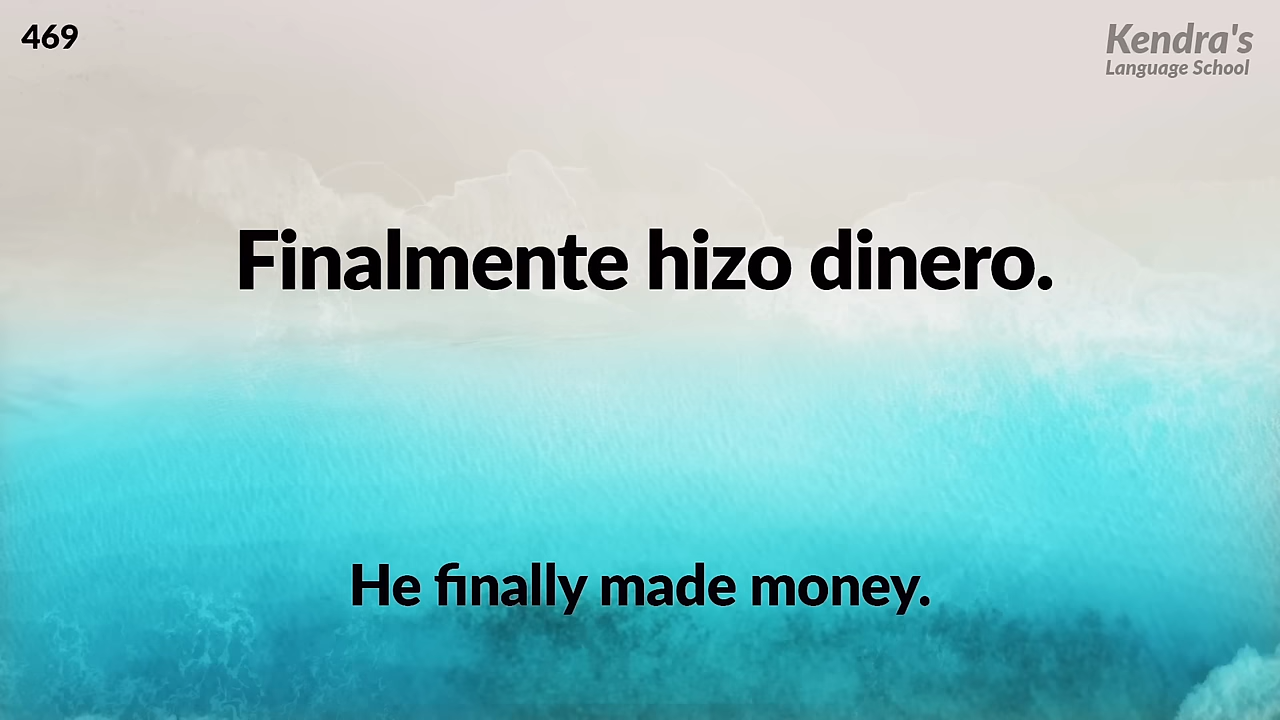 469
Kendra's
Language School
Finalmente hizo dinero.
He finally made money.